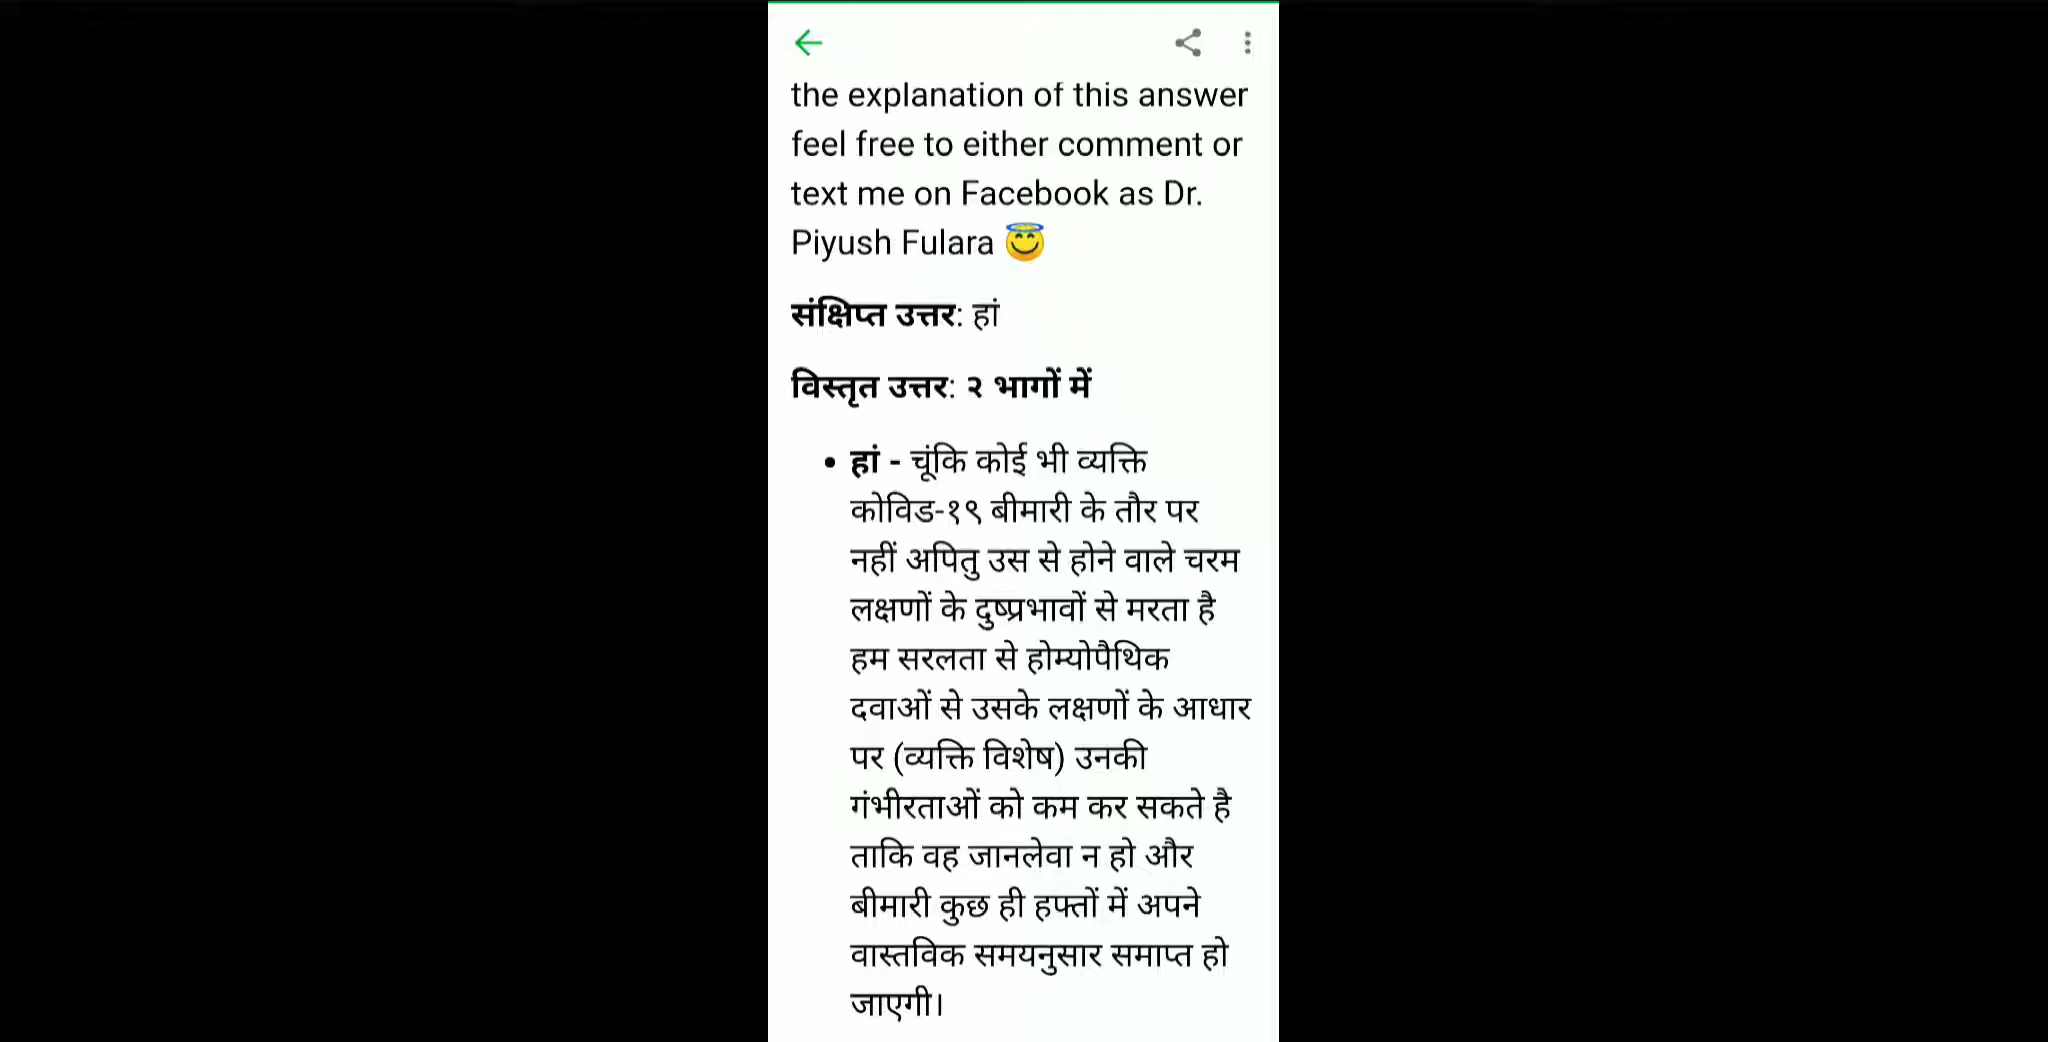 the explanation of this answer
feel free to either comment or
text me on Facebook as Dr.
Piyush Fulara 😇
संक्षिप्त उत्तर: हां
विस्तृत उत्तर: २ भागों में
• हां - चूंकि कोई भी व्यक्ति
कोविड-१९ बीमारी के तौर पर
नहीं अपितु उस से होने वाले चरम
लक्षणों के दुष्प्रभावों से मरता है
हम सरलता से होम्योपैथिक
दवाओं से उसके लक्षणों के आधार
पर (व्यक्ति विशेष) उनकी
गंभीरताओं को कम कर सकते है
ताकि वह जानलेवा न हो और
बीमारी कुछ ही हफ्तों में अपने
वास्तविक समयनुसार समाप्त हो
जाएगी।